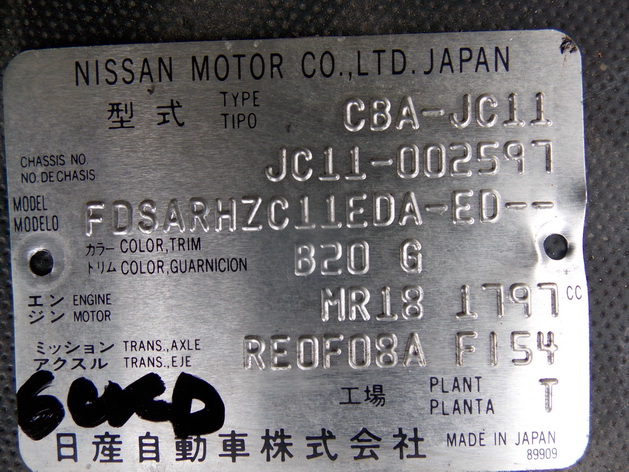 NISSAN MOTOR CO.,LTD. JAPAN
型式 TYPE TIPO CBA-JC11
CHASSIS NO. NO. DE CHASIS JC11-002597
MODEL MODELO FDSARHZC11EDA-ED--
カラー COLOR,TRIM
トリム COLOR,GUARNICION B20 G
エン ENGINE
ジン MOTOR MR18 1797 CC
ミッション TRANS.,AXLE
アクスル TRANS.,EJE RE0F08A F154
工場 PLANT PLANTA T
日産自動車株式会社 MADE IN JAPAN
89909